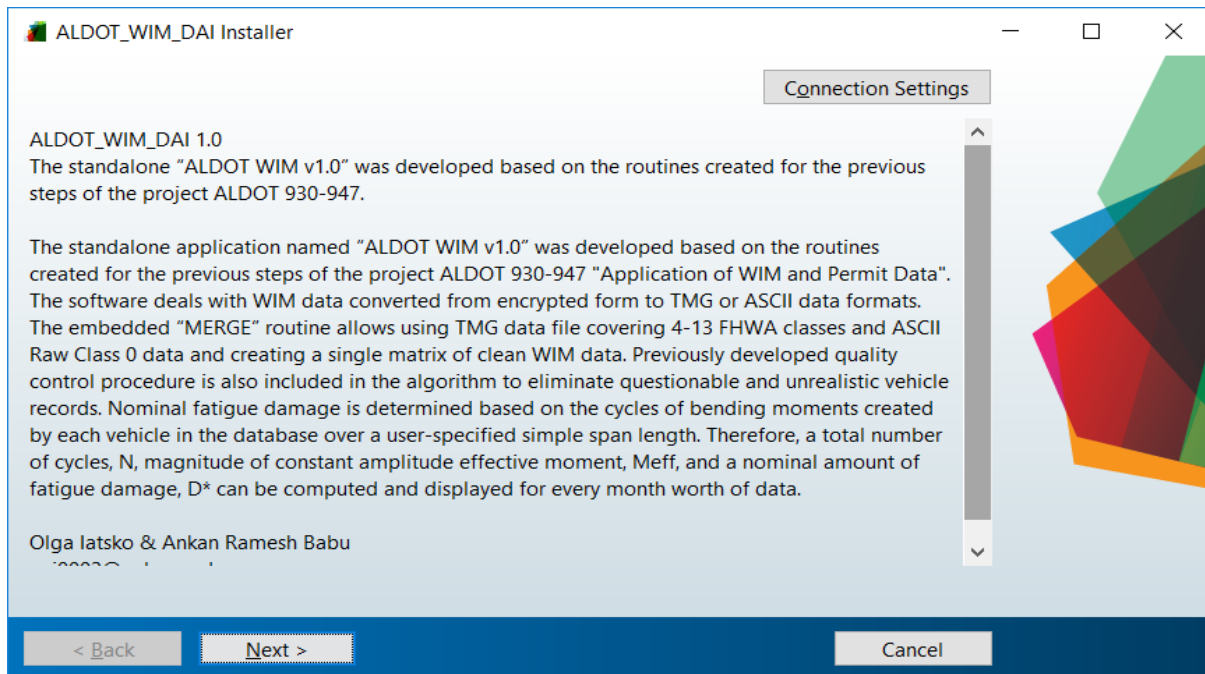 ALDOT_WIM_DAI Installer
Connection Settings
ALDOT_WIM_DAI 1.0
The standalone “ALDOT WIM v1.0” was developed based on the routines created for the previous
steps of the project ALDOT 930-947.
The standalone application named “ALDOT WIM v1.0” was developed based on the routines
created for the previous steps of the project ALDOT 930-947 "Application of WIM and Permit Data".
The software deals with WIM data converted from encrypted form to TMG or ASCII data formats.
The embedded “MERGE” routine allows using TMG data file covering 4-13 FHWA classes and ASCII
Raw Class 0 data and creating a single matrix of clean WIM data. Previously developed quality
control procedure is also included in the algorithm to eliminate questionable and unrealistic vehicle
records. Nominal fatigue damage is determined based on the cycles of bending moments created
by each vehicle in the database over a user-specified simple span length. Therefore, a total number
of cycles, N, magnitude of constant amplitude effective moment, Meff, and a nominal amount of
fatigue damage, D* can be computed and displayed for every month worth of data.
Olga Iatsko & Ankan Ramesh Babu
< Back
Next >
Cancel